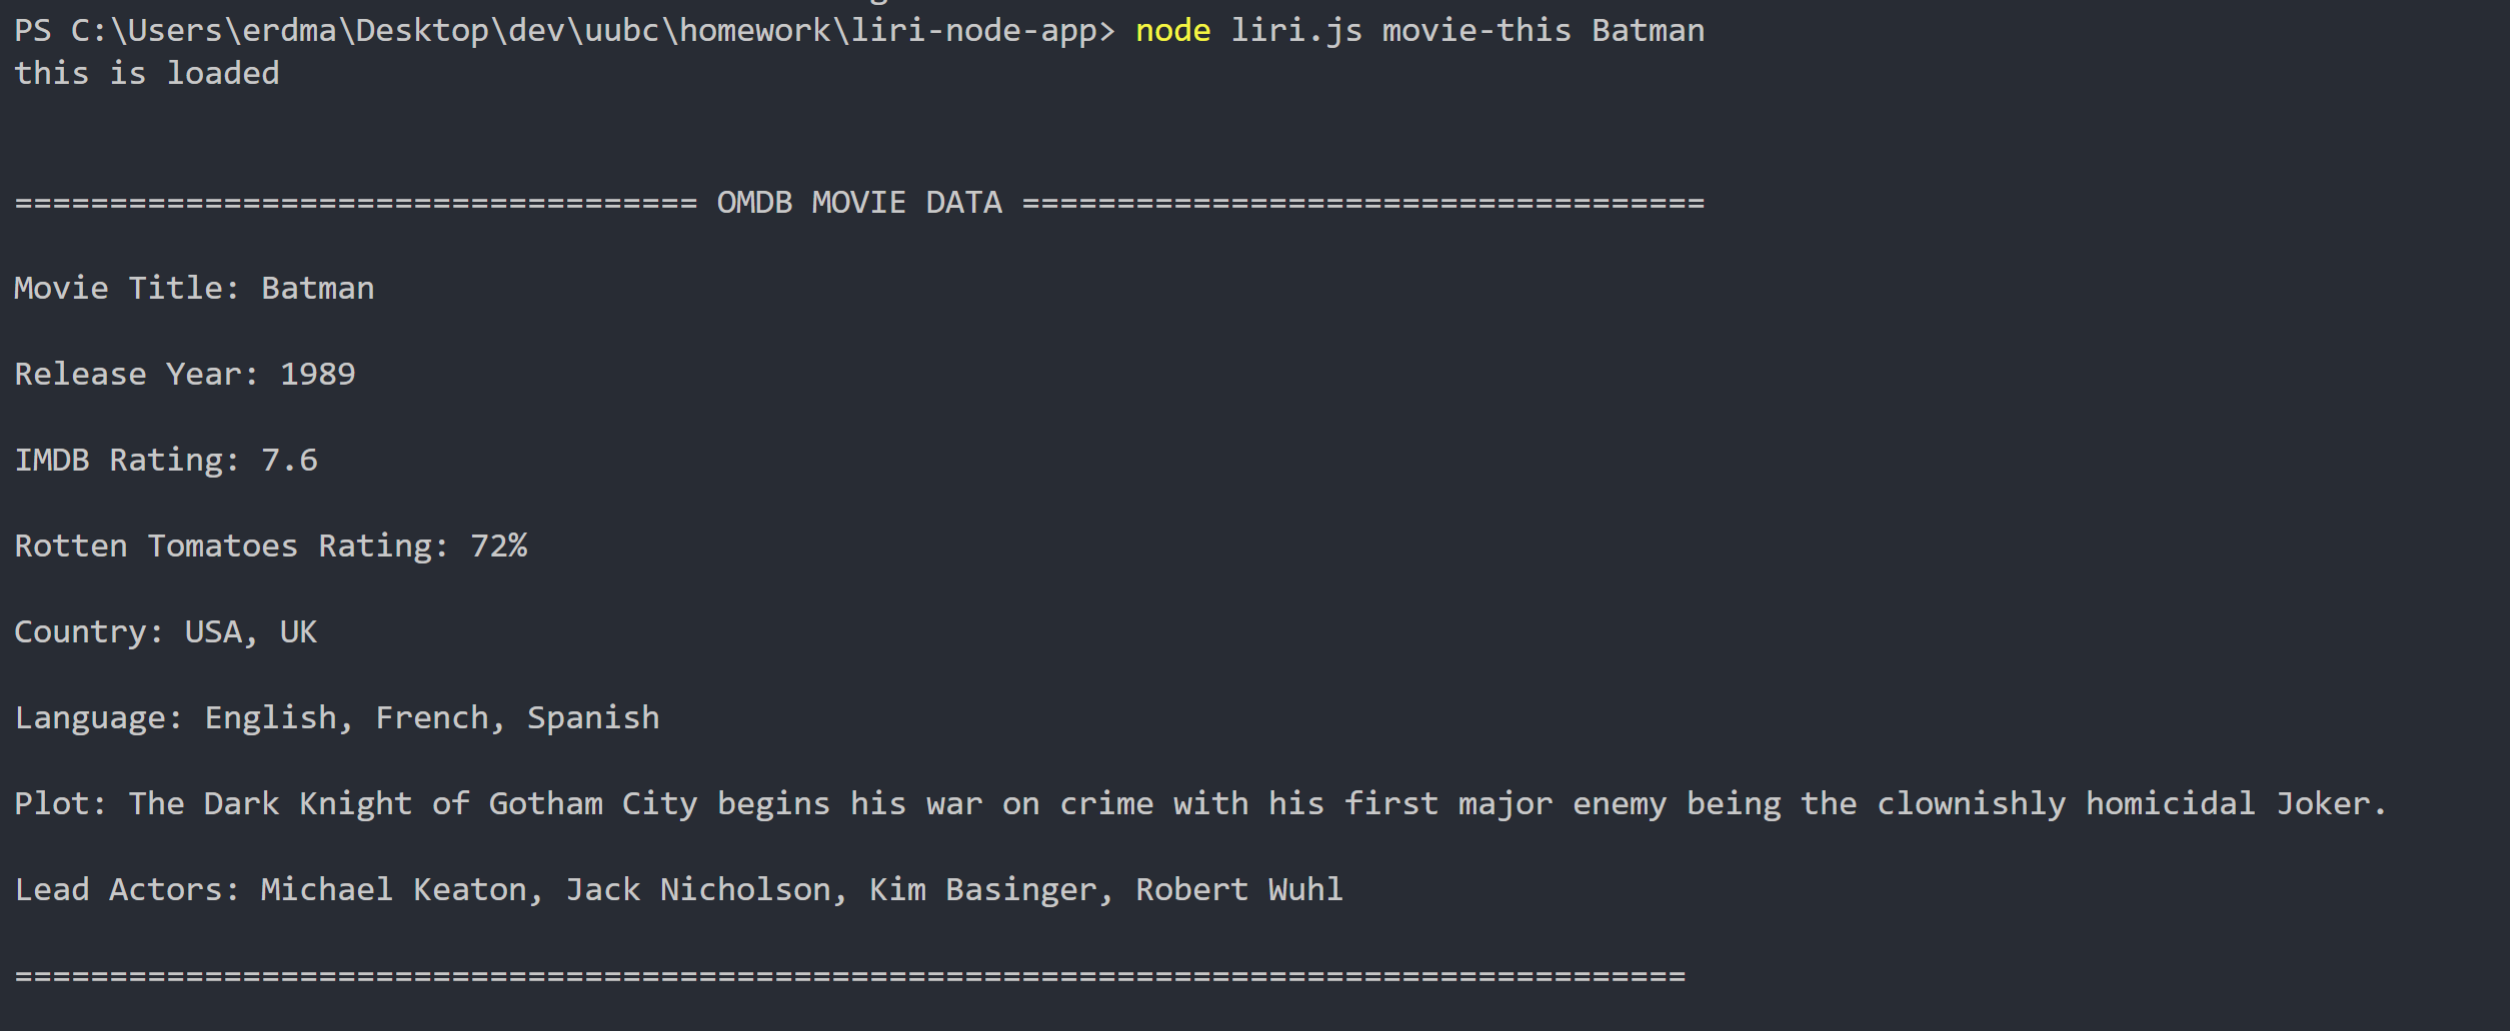 PS C:\Users\erdma\Desktop\dev\uubc\homework\liri-node-app> node liri.js movie-this Batman
this is loaded
==================================== OMDB MOVIE DATA ====================================
Movie Title: Batman
Release Year: 1989
IMDB Rating: 7.6
Rotten Tomatoes Rating: 72%
Country: USA, UK
Language: English, French, Spanish
Plot: The Dark Knight of Gotham City begins his war on crime with his first major enemy being the clownishly homicidal Joker.
Lead Actors: Michael Keaton, Jack Nicholson, Kim Basinger, Robert Wuhl
========================================================================================